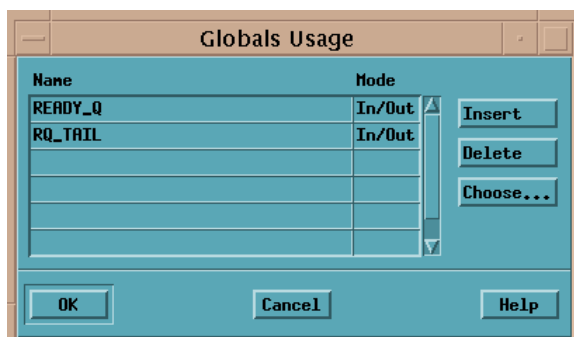 Globals Usage
Name Mode
READY_Q In/Out
RQ_TAIL In/Out
Insert
Delete
Choose...
OK Cancel Help